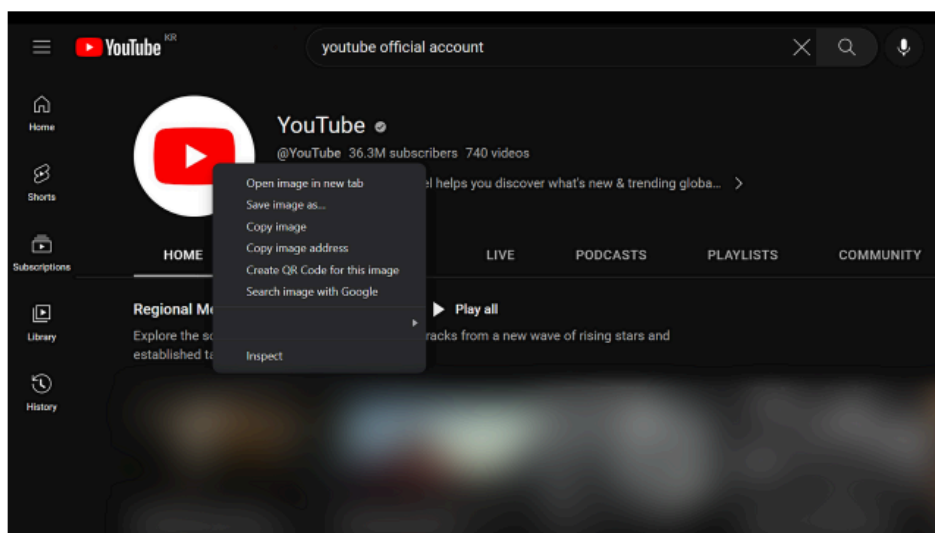 YouTube KR
youtube official account
Home
Shorts
Subscriptions
Library
History
YouTube
@YouTube 36.3M subscribers 740 videos
el helps you discover what's new & trending globa...
Open image in new tab
Save image as...
Copy image
Copy image address
Create QR Code for this image
Search image with Google
Inspect
HOME LIVE PODCASTS PLAYLISTS COMMUNITY
Regional Me Play all
Explore the so racks from a new wave of rising stars and
established ta